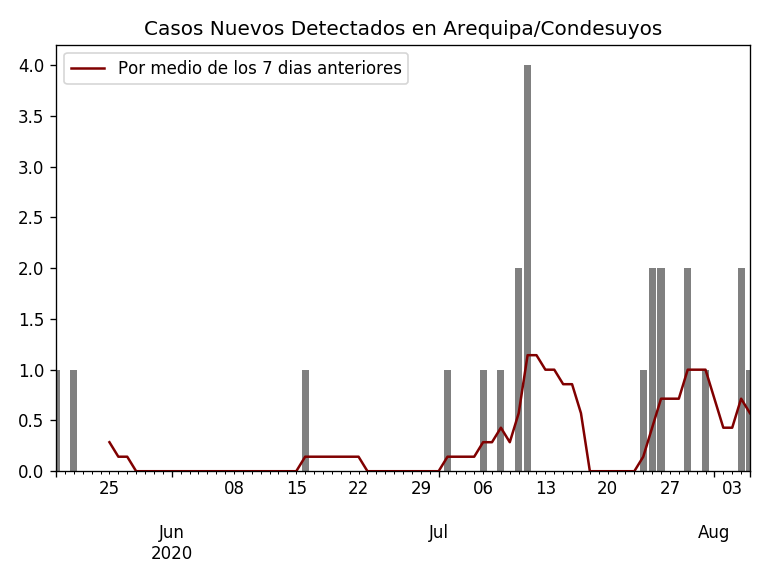 Casos Nuevos Detectados en Arequipa/Condesuyos
Por medio de los 7 dias anteriores
4.0
3.5
3.0
2.5
2.0
1.5
1.0
0.5
0.0
25 08 15 22 29 06 13 20 27 03
Jun Jul Aug
2020